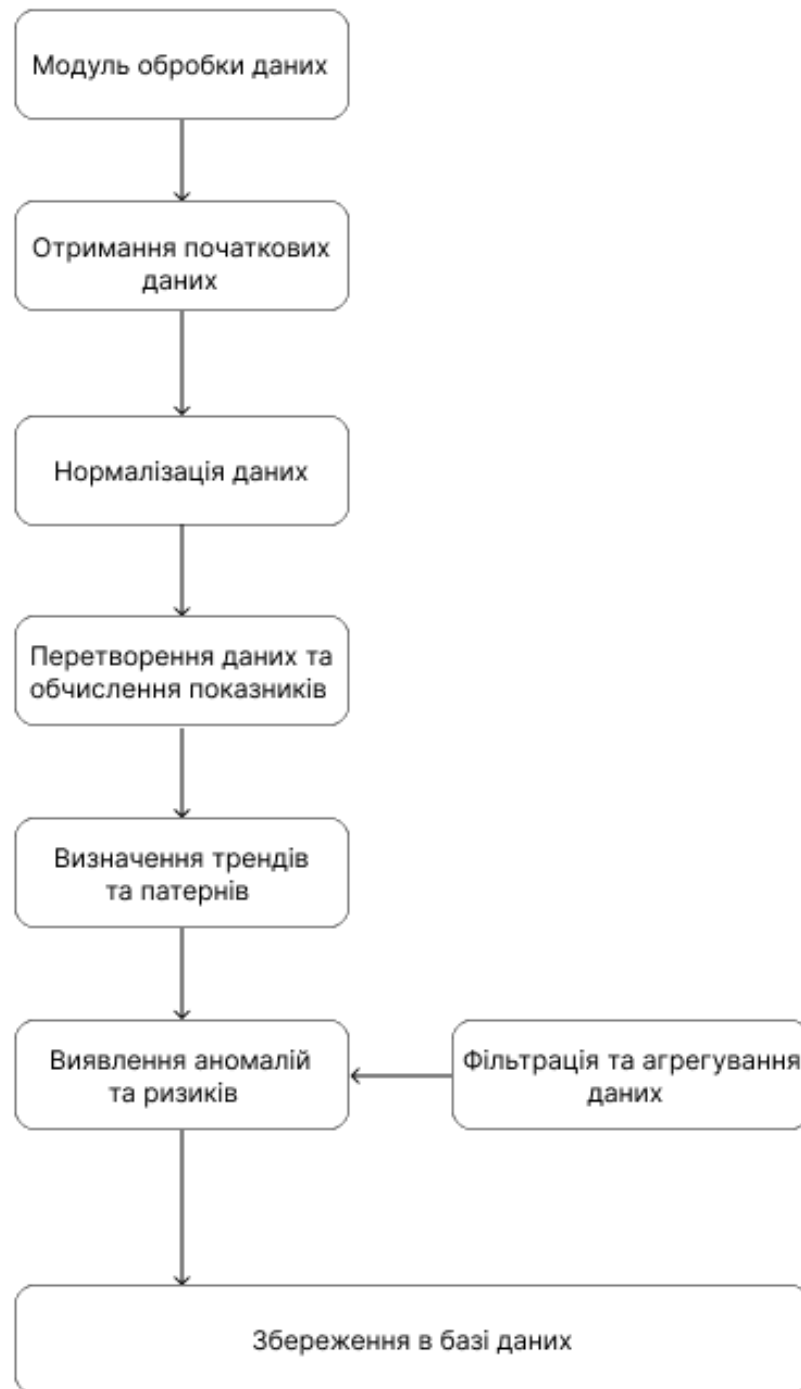 Модуль обробки даних
Отримання початкових
даних
Нормалізація даних
Перетворення даних та
обчислення показників
Визначення трендів
та патернів
Виявлення аномалій
та ризиків
Фільтрація та агрегування
даних
Збереження в базі даних